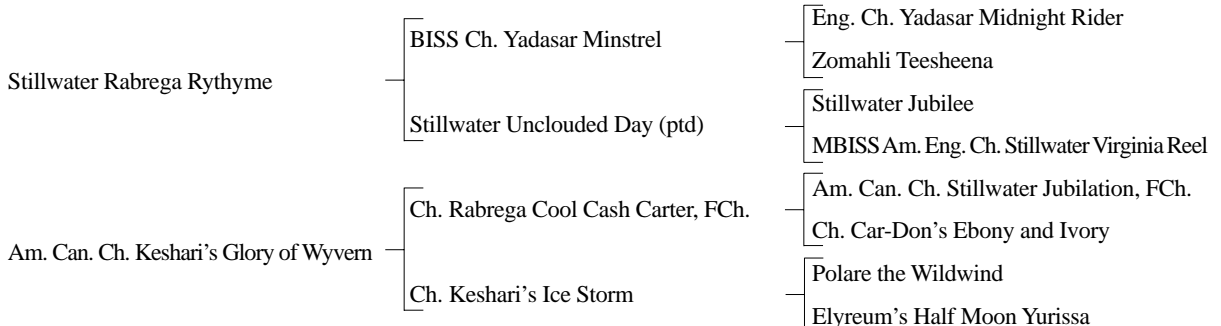 Eng. Ch. Yadasar Midnight Rider
BISS Ch. Yadasar Minstrel
Zomahli Teesheena
Stillwater Rabrega Rythyme
Stillwater Jubilee
Stillwater Unclouded Day (ptd)
MBISS Am. Eng. Ch. Stillwater Virginia Reel
Am. Can. Ch. Stillwater Jubilation, FCh.
Ch. Rabrega Cool Cash Carter, FCh.
Ch. Car-Don's Ebony and Ivory
Am. Can. Ch. Keshari's Glory of Wyvern
Polare the Wildwind
Ch. Keshari's Ice Storm
Elyreum's Half Moon Yurissa